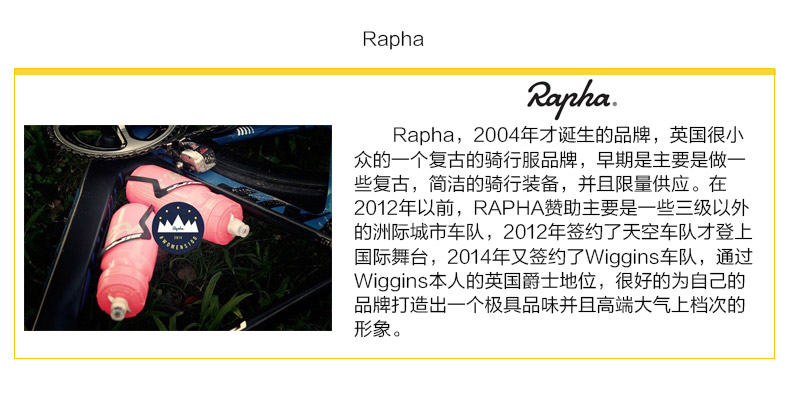 Rapha
Rapha®
Rapha，2004年才诞生的品牌，英国很小
众的一个复古的骑行服品牌，早期是主要是做一
些复古，简洁的骑行装备，并且限量供应。在
2012年以前，RAPHA赞助主要是一些三级以外
的洲际城市车队，2012年签约了天空车队才登上
国际舞台，2014年又签约了Wiggins车队，通过
Wiggins本人的英国爵士地位，很好的为自己的
品牌打造出一个极具品味并且高端大气上档次的
形象。
Rapha
2014
#WOMENS100